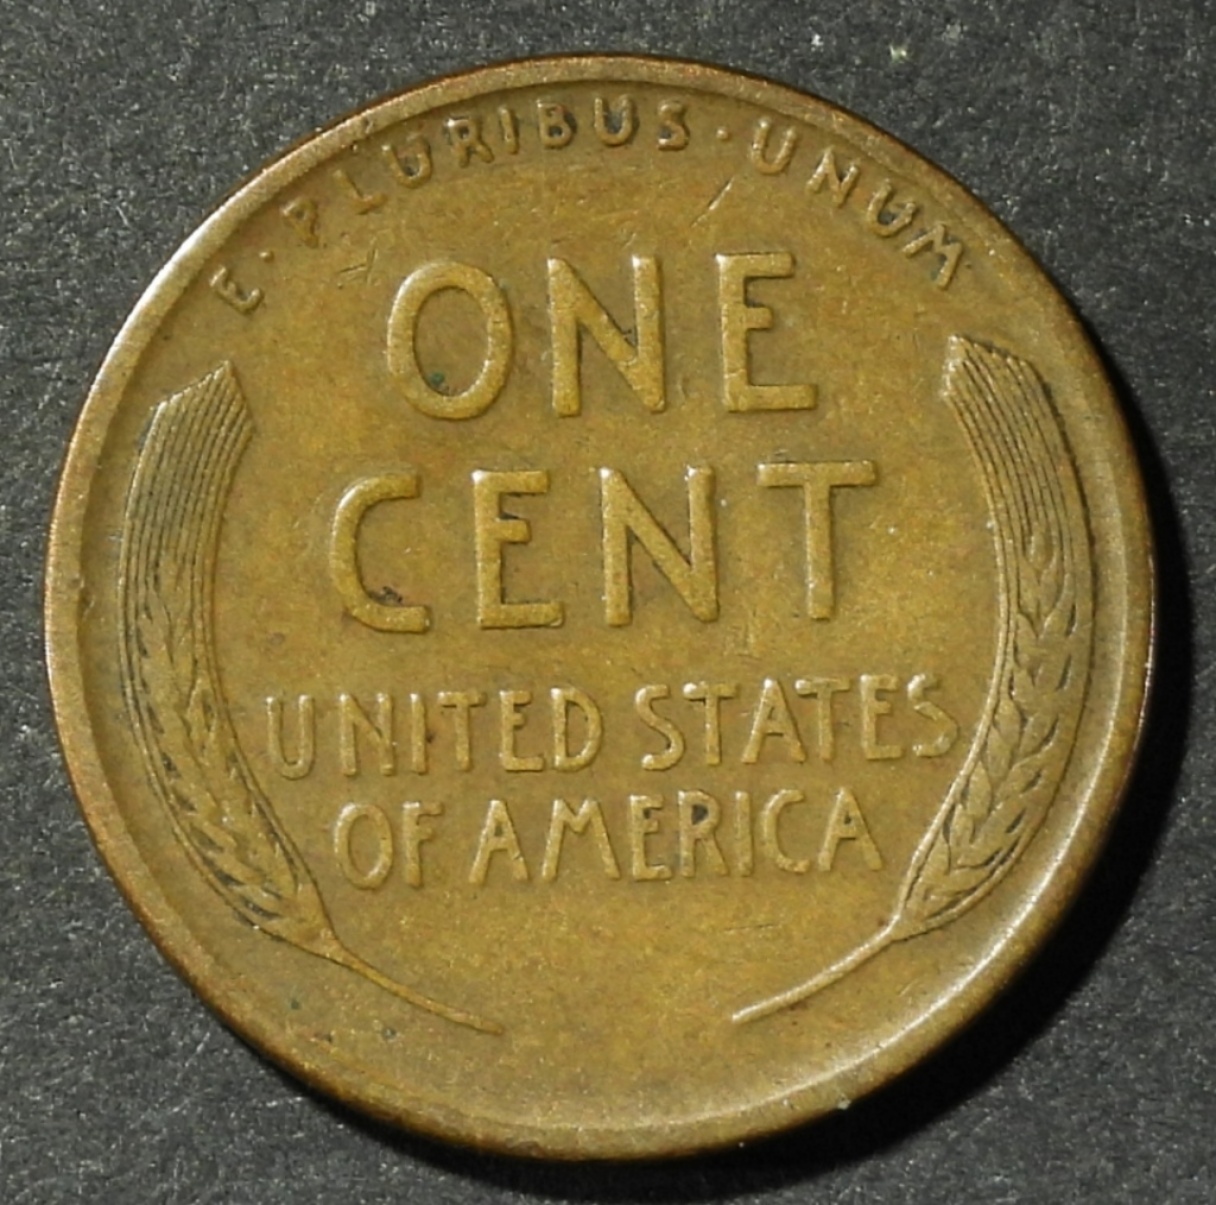 E·PLURIBUS·UNUM
ONE
CENT
UNITED STATES
OF AMERICA